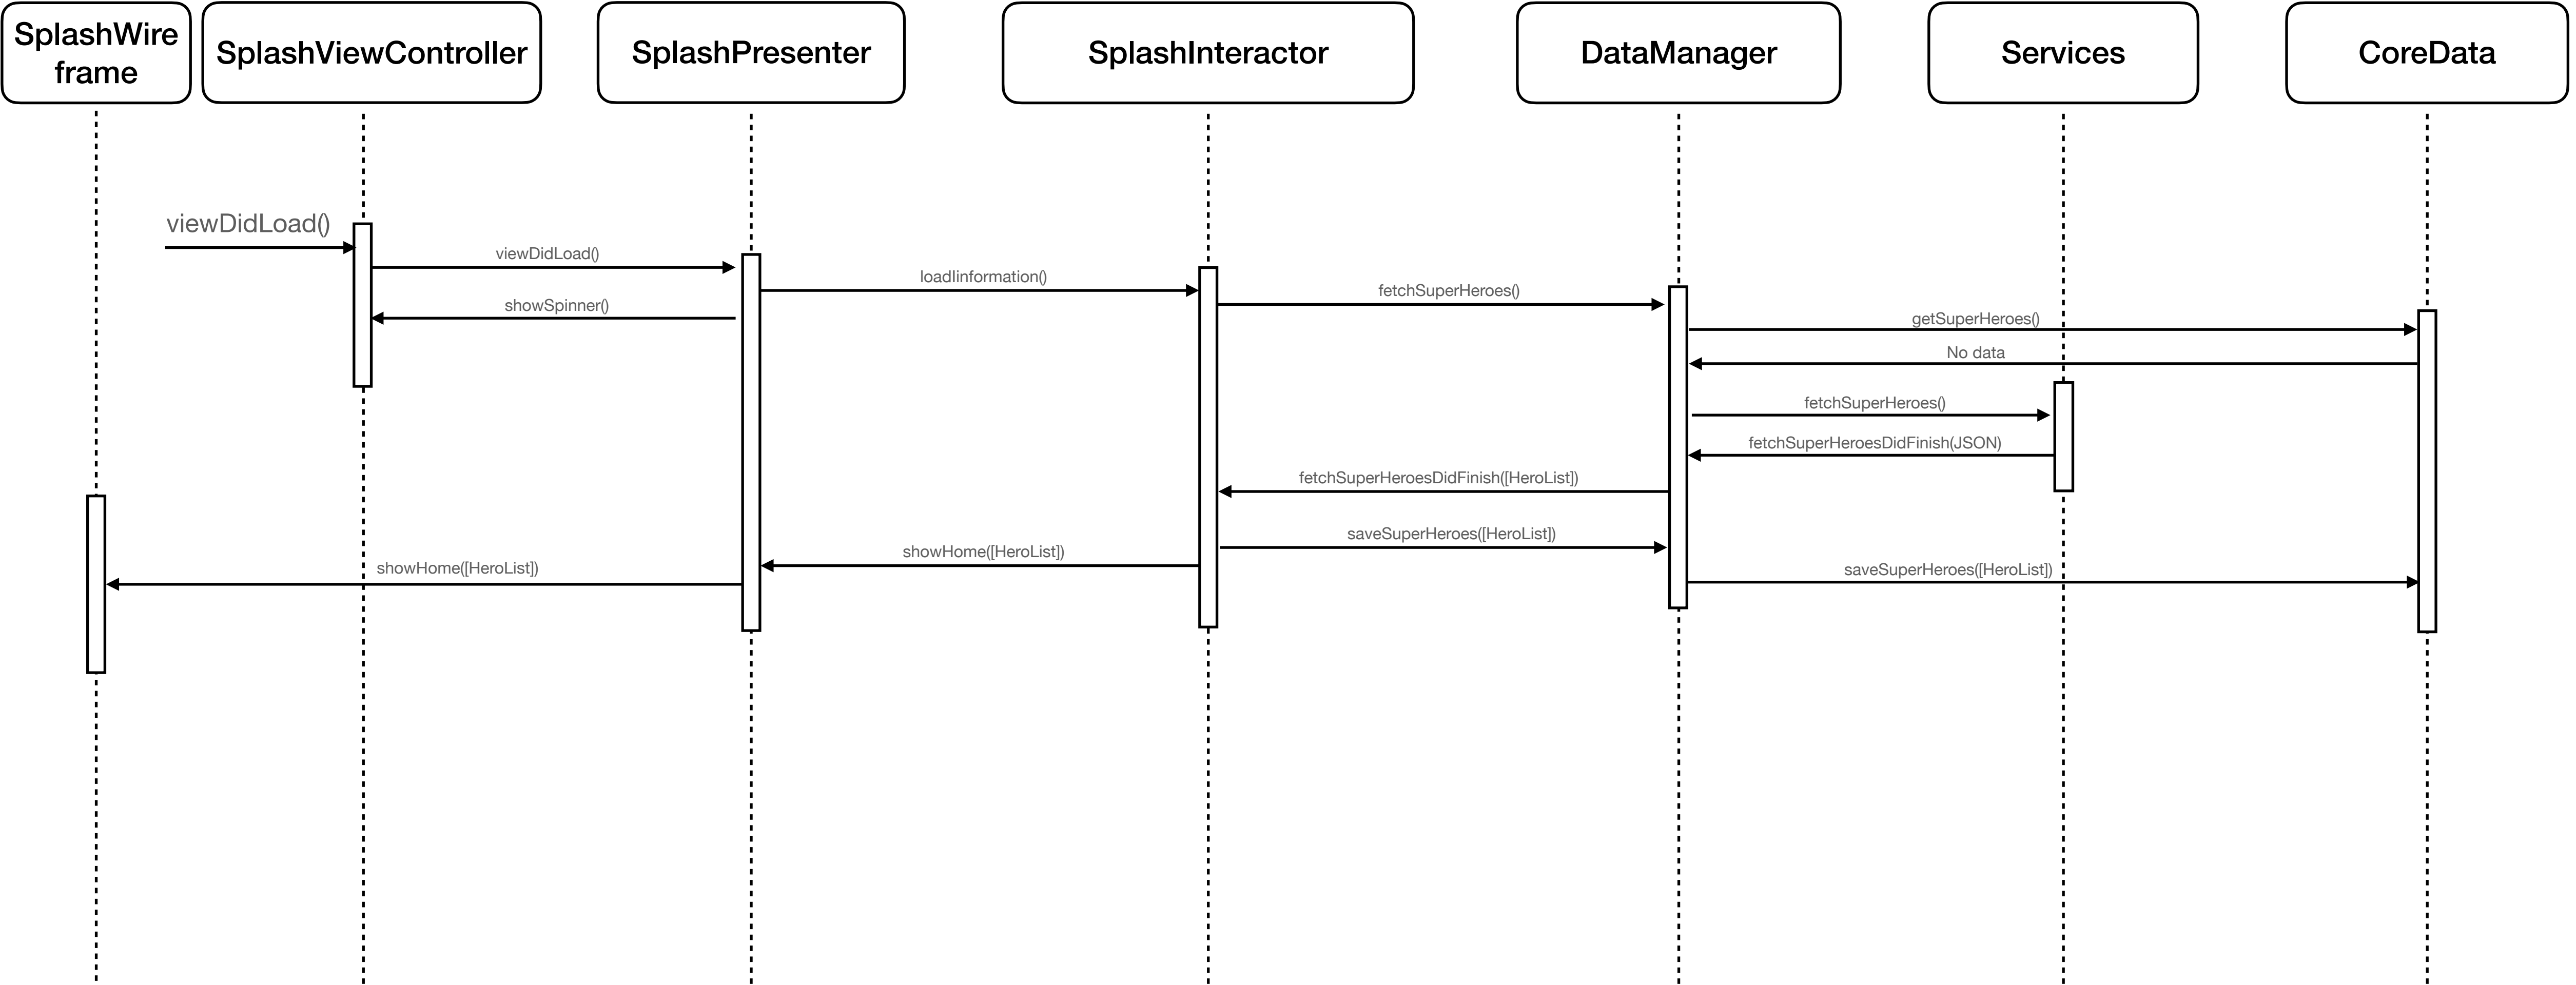 SplashWire
frame
SplashViewController
SplashPresenter
SplashInteractor
DataManager
Services
CoreData
viewDidLoad()
viewDidLoad()
loadIinformation()
fetchSuperHeroes()
showSpinner()
getSuperHeroes()
No data
fetchSuperHeroes()
fetchSuperHeroesDidFinish(JSON)
fetchSuperHeroesDidFinish([HeroList])
saveSuperHeroes([HeroList])
showHome([HeroList])
showHome([HeroList])
saveSuperHeroes([HeroList])